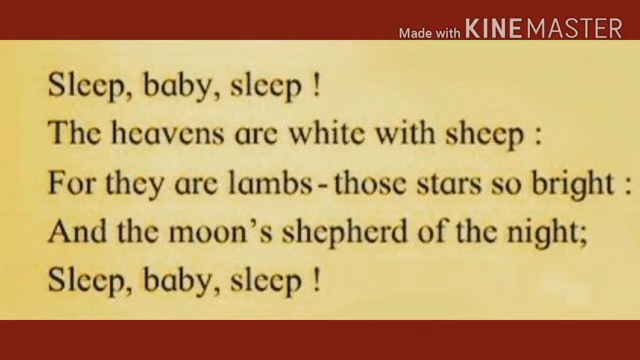 Made with KINEMASTER
Sleep, baby, sleep !
The heavens are white with sheep :
For they are lambs - those stars so bright :
And the moon's shepherd of the night;
Sleep, baby, sleep !